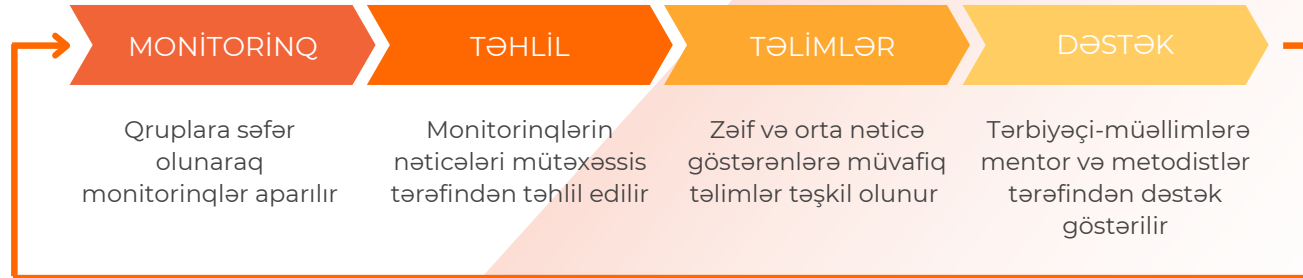 MONİTORİNQ
Qruplara səfər
olunaraq
monitorinqlər aparılır
TƏHLİL
Monitorinqlərin
nəticələri mütəxəssis
tərəfindən təhlil edilir
TƏLİMLƏR
Zəif və orta nəticə
göstərənlərə müvafiq
təlimlər təşkil olunur
DƏSTƏK
Tərbiyəçi-müəllimlərə
mentor və metodistlər
tərəfindən dəstək
göstərilir